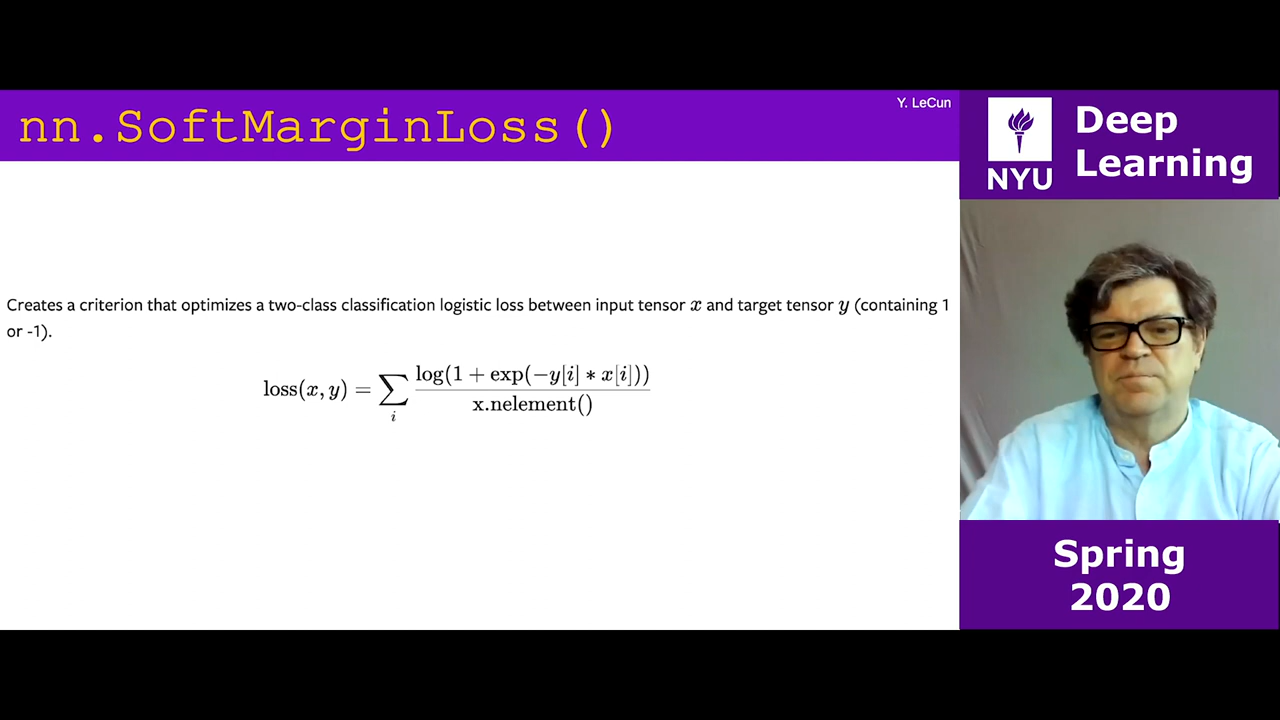 nn.SoftMarginLoss()
Y. LeCun
Creates a criterion that optimizes a two-class classification logistic loss between input tensor x and target tensor y (containing 1
or -1).
loss(x, y) = ∑_i log(1 + exp(−y[i] ∗ x[i])) / x.nelement()
NYU
Deep
Learning
Spring
2020